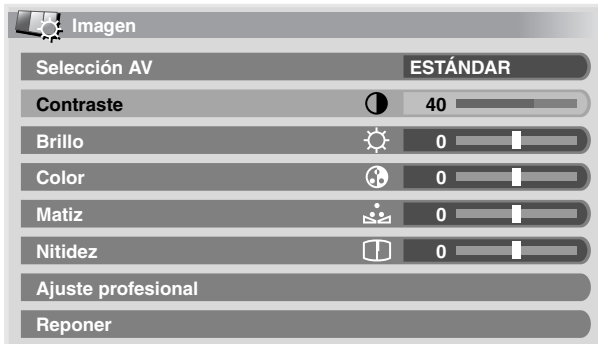 Imagen
Selección AV ESTÁNDAR
Contraste 40
Brillo 0
Color 0
Matiz 0
Nitidez 0
Ajuste profesional
Reponer